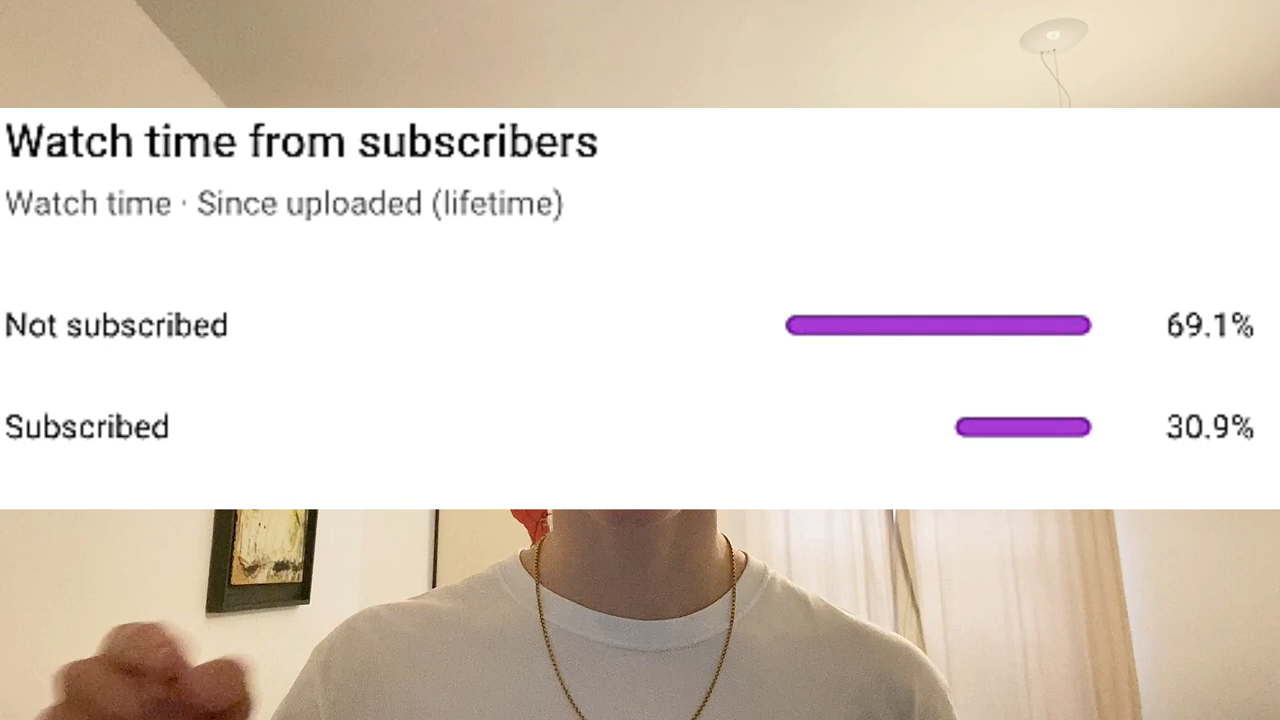 Watch time from subscribers
Watch time · Since uploaded (lifetime)
Not subscribed 69.1%
Subscribed 30.9%